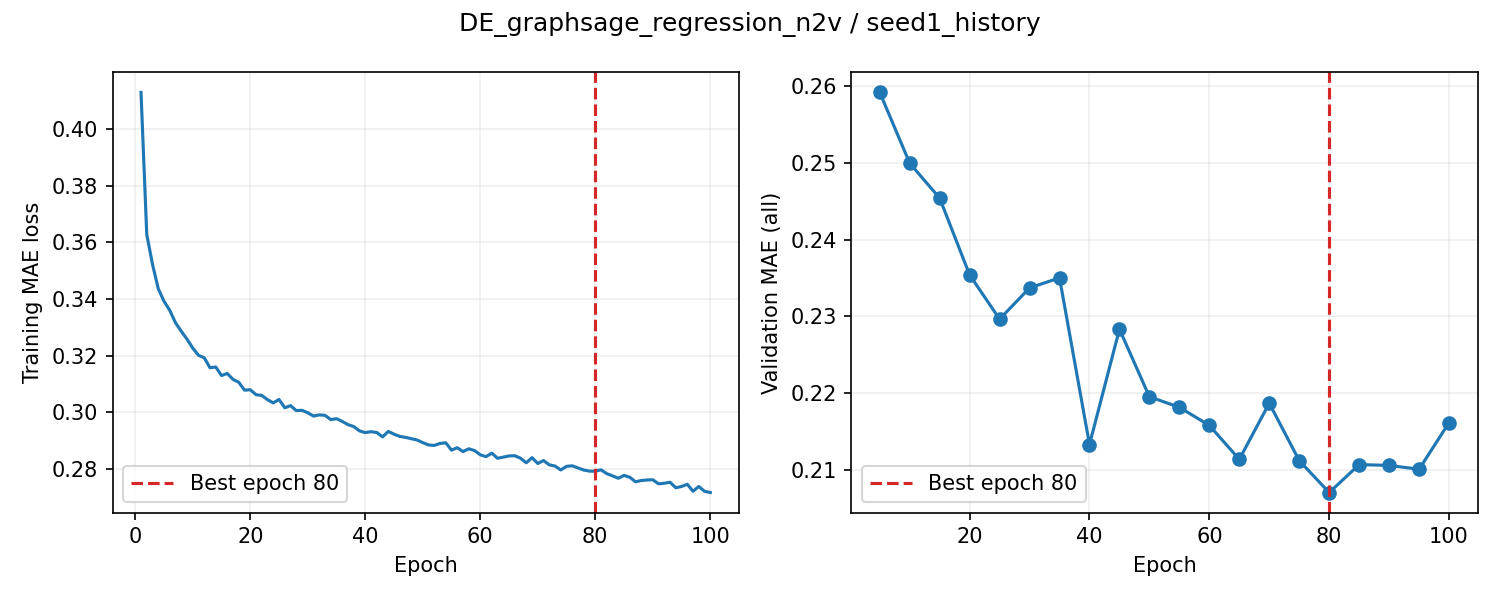 DE_graphsage_regression_n2v / seed1_history
Training MAE loss
0.40
0.38
0.36
0.34
0.32
0.30
0.28
Best epoch 80
0 20 40 60 80 100
Epoch
Validation MAE (all)
0.26
0.25
0.24
0.23
0.22
0.21
Best epoch 80
20 40 60 80 100
Epoch